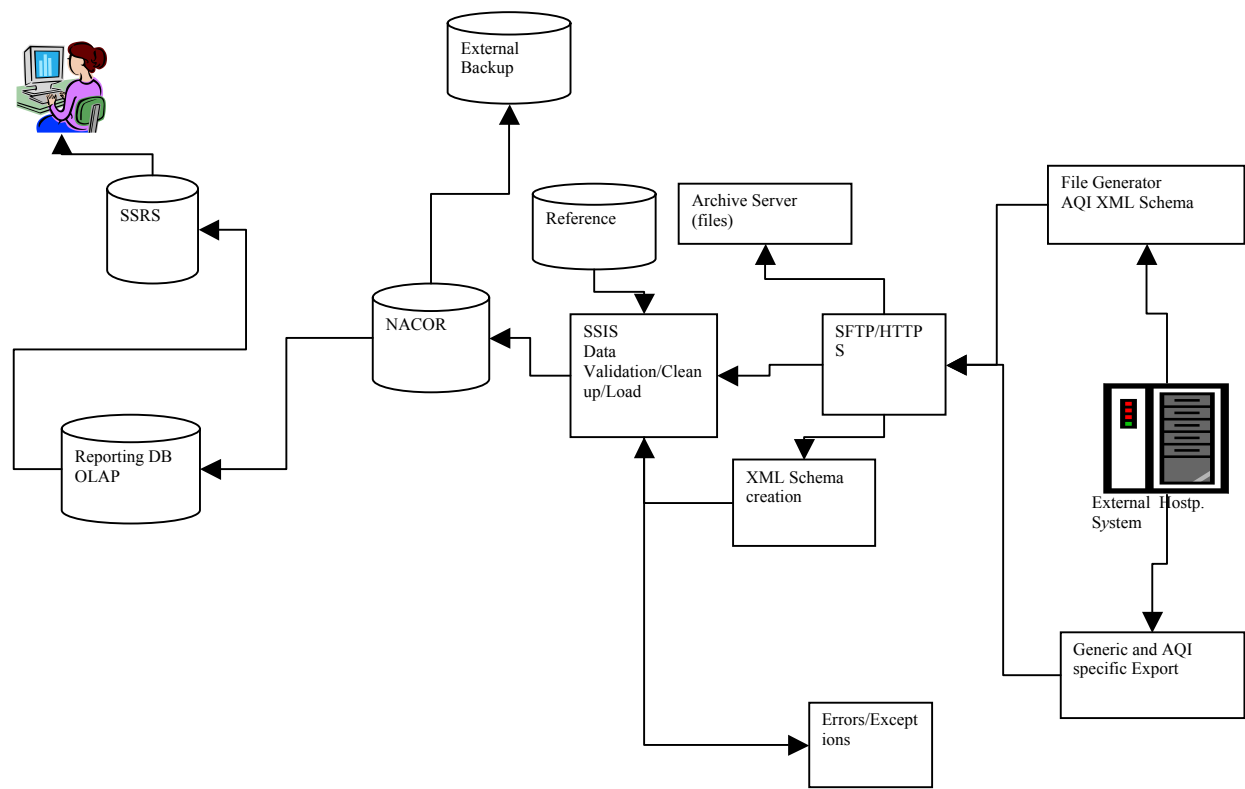 External
Backup
File Generator
AQI XML Schema
SSRS
Reference
Archive Server
(files)
NACOR
SSIS
Data
Validation/Clean
up/Load
SFTP/HTTP
S
Reporting DB
OLAP
XML Schema
creation
External Hostp.
System
Generic and AQI
specific Export
Errors/Except
ions